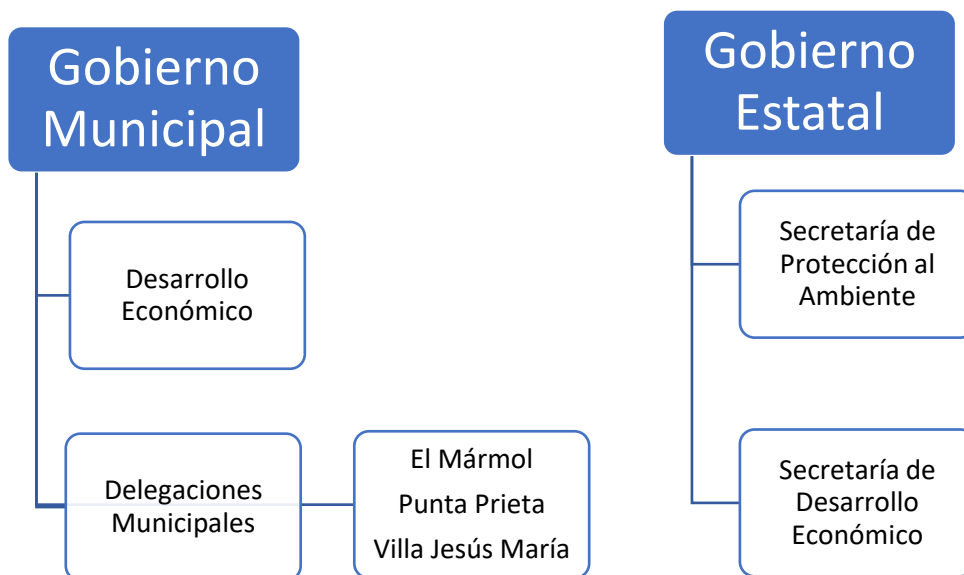 Gobierno
Municipal
Desarrollo
Económico
Delegaciones
Municipales
El Mármol
Punta Prieta
Villa Jesús María
Gobierno
Estatal
Secretaría de
Protección al
Ambiente
Secretaría de
Desarrollo
Económico